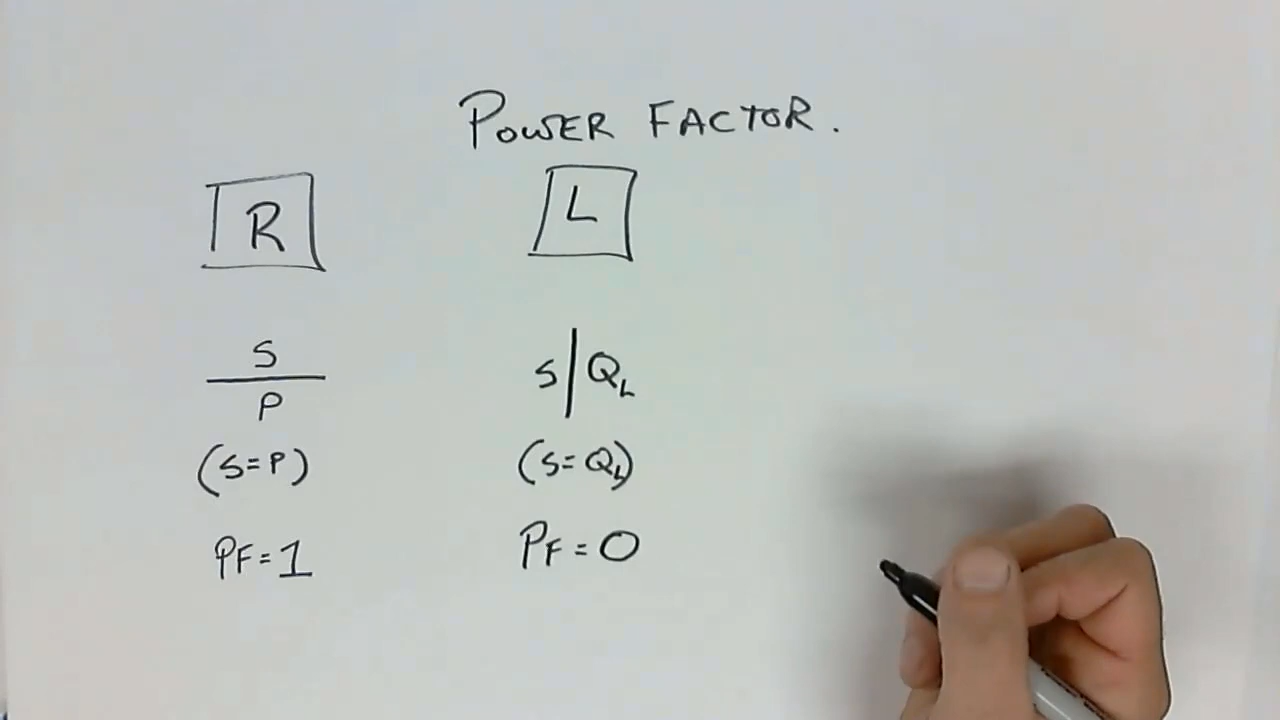 POWER FACTOR.
R
L
S
P
S|QL
(S=P)
(S=QL)
PF=1
PF=0